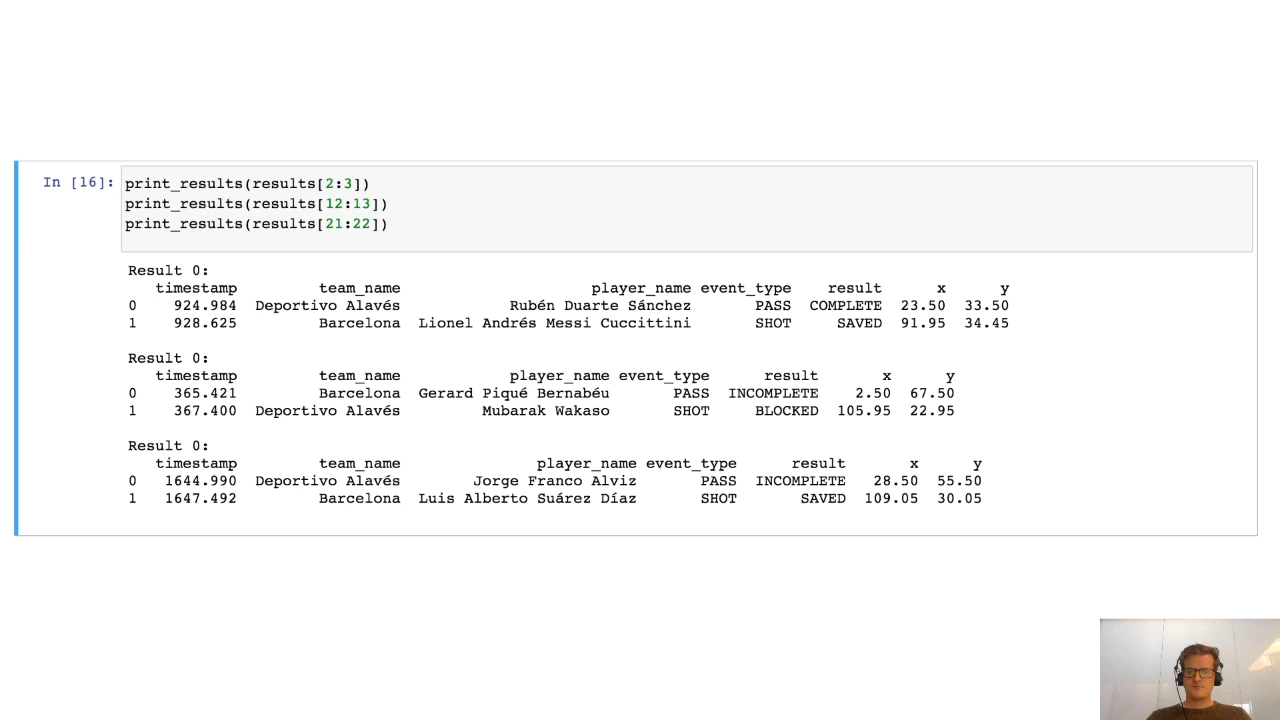 In [16]: print_results(results[2:3])
print_results(results[12:13])
print_results(results[21:22])
Result 0:
timestamp team_name player_name event_type result x y
0 924.984 Deportivo Alavés Rubén Duarte Sánchez PASS COMPLETE 23.50 33.50
1 928.625 Barcelona Lionel Andrés Messi Cuccittini SHOT SAVED 91.95 34.45
Result 0:
timestamp team_name player_name event_type result x y
0 365.421 Barcelona Gerard Piqué Bernabéu PASS INCOMPLETE 2.50 67.50
1 367.400 Deportivo Alavés Mubarak Wakaso SHOT BLOCKED 105.95 22.95
Result 0:
timestamp team_name player_name event_type result x y
0 1644.990 Deportivo Alavés Jorge Franco Alviz PASS INCOMPLETE 28.50 55.50
1 1647.492 Barcelona Luis Alberto Suárez Díaz SHOT SAVED 109.05 30.05